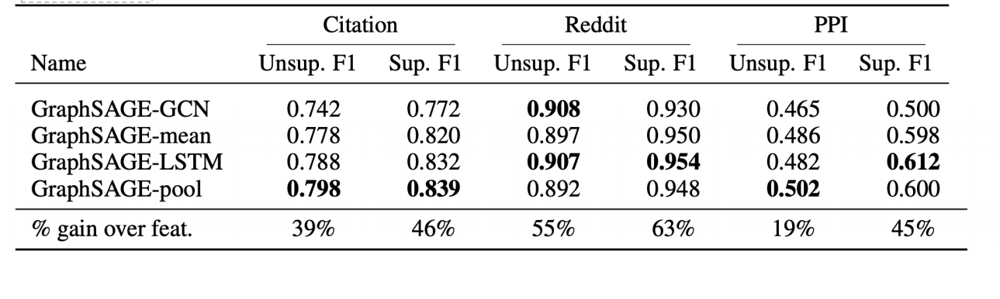 Citation Reddit PPI
Name Unsup. F1 Sup. F1 Unsup. F1 Sup. F1 Unsup. F1 Sup. F1
GraphSAGE-GCN 0.742 0.772 0.908 0.930 0.465 0.500
GraphSAGE-mean 0.778 0.820 0.897 0.950 0.486 0.598
GraphSAGE-LSTM 0.788 0.832 0.907 0.954 0.482 0.612
GraphSAGE-pool 0.798 0.839 0.892 0.948 0.502 0.600
% gain over feat. 39% 46% 55% 63% 19% 45%